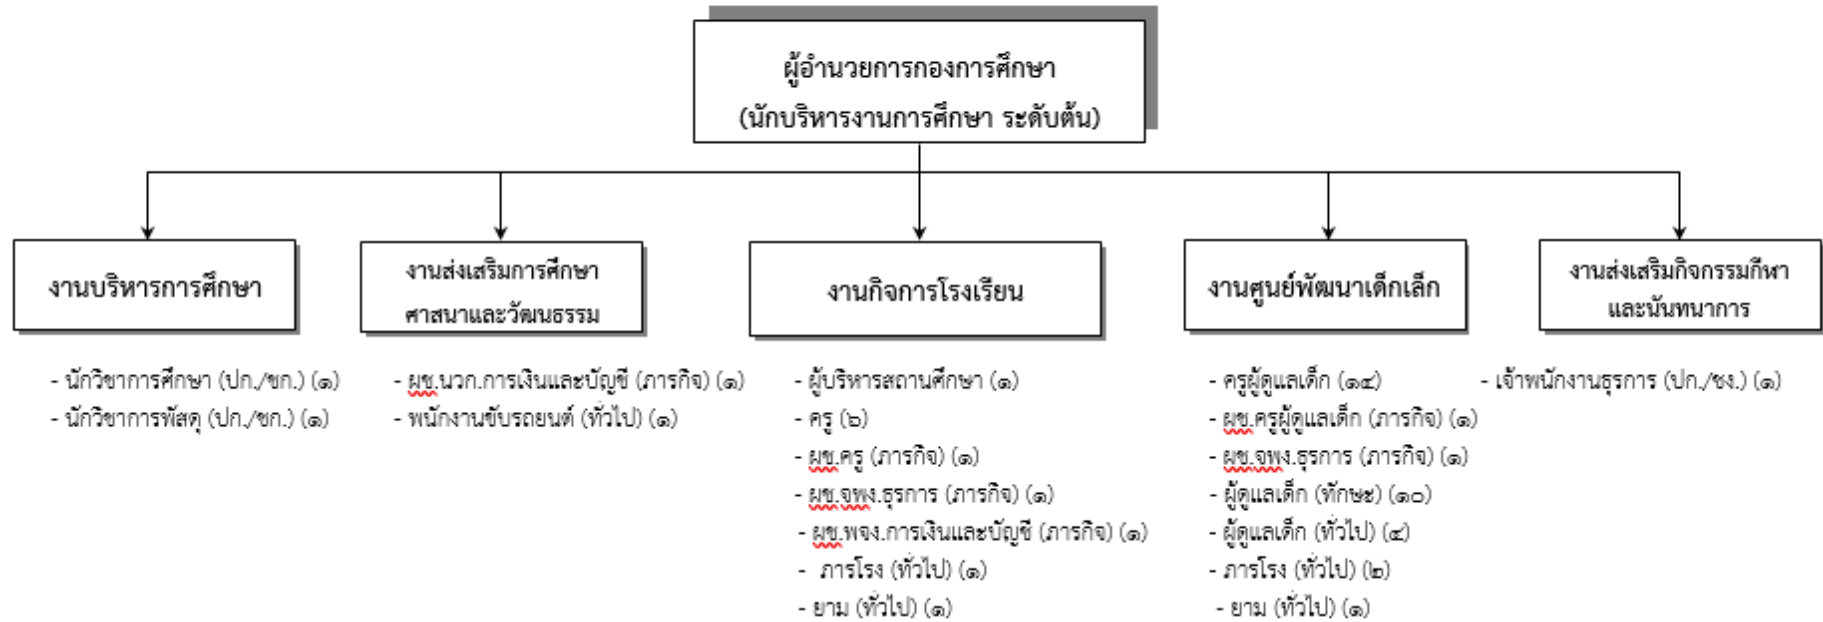 ผู้อำนวยการกองการศึกษา
(นักบริหารงานการศึกษา ระดับต้น)
งานบริหารการศึกษา
- นักวิชาการศึกษา (ปก./ชก.) (๑)
- นักวิชาการพัสดุ (ปก./ชก.) (๑)
งานส่งเสริมการศึกษา
ศาสนาและวัฒนธรรม
- ผช.นวก.การเงินและบัญชี (ภารกิจ) (๑)
- พนักงานขับรถยนต์ (ทั่วไป) (๑)
งานกิจการโรงเรียน
- ผู้บริหารสถานศึกษา (๑)
- ครู (๖)
- ผช.ครู (ภารกิจ) (๑)
- ผช.จพง.ธุรการ (ภารกิจ) (๑)
- ผช.พจง.การเงินและบัญชี (ภารกิจ) (๑)
- ภารโรง (ทั่วไป) (๑)
- ยาม (ทั่วไป) (๑)
งานศูนย์พัฒนาเด็กเล็ก
- ครูผู้ดูแลเด็ก (๑๔)
- ผช.ครูผู้ดูแลเด็ก (ภารกิจ) (๑)
- ผช.จพง.ธุรการ (ภารกิจ) (๑)
- ผู้ดูแลเด็ก (ทักษะ) (๑๐)
- ผู้ดูแลเด็ก (ทั่วไป) (๔)
- ภารโรง (ทั่วไป) (๒)
- ยาม (ทั่วไป) (๑)
งานส่งเสริมกิจกรรมกีฬา
และนันทนาการ
- เจ้าพนักงานธุรการ (ปก./ชง.) (๑)